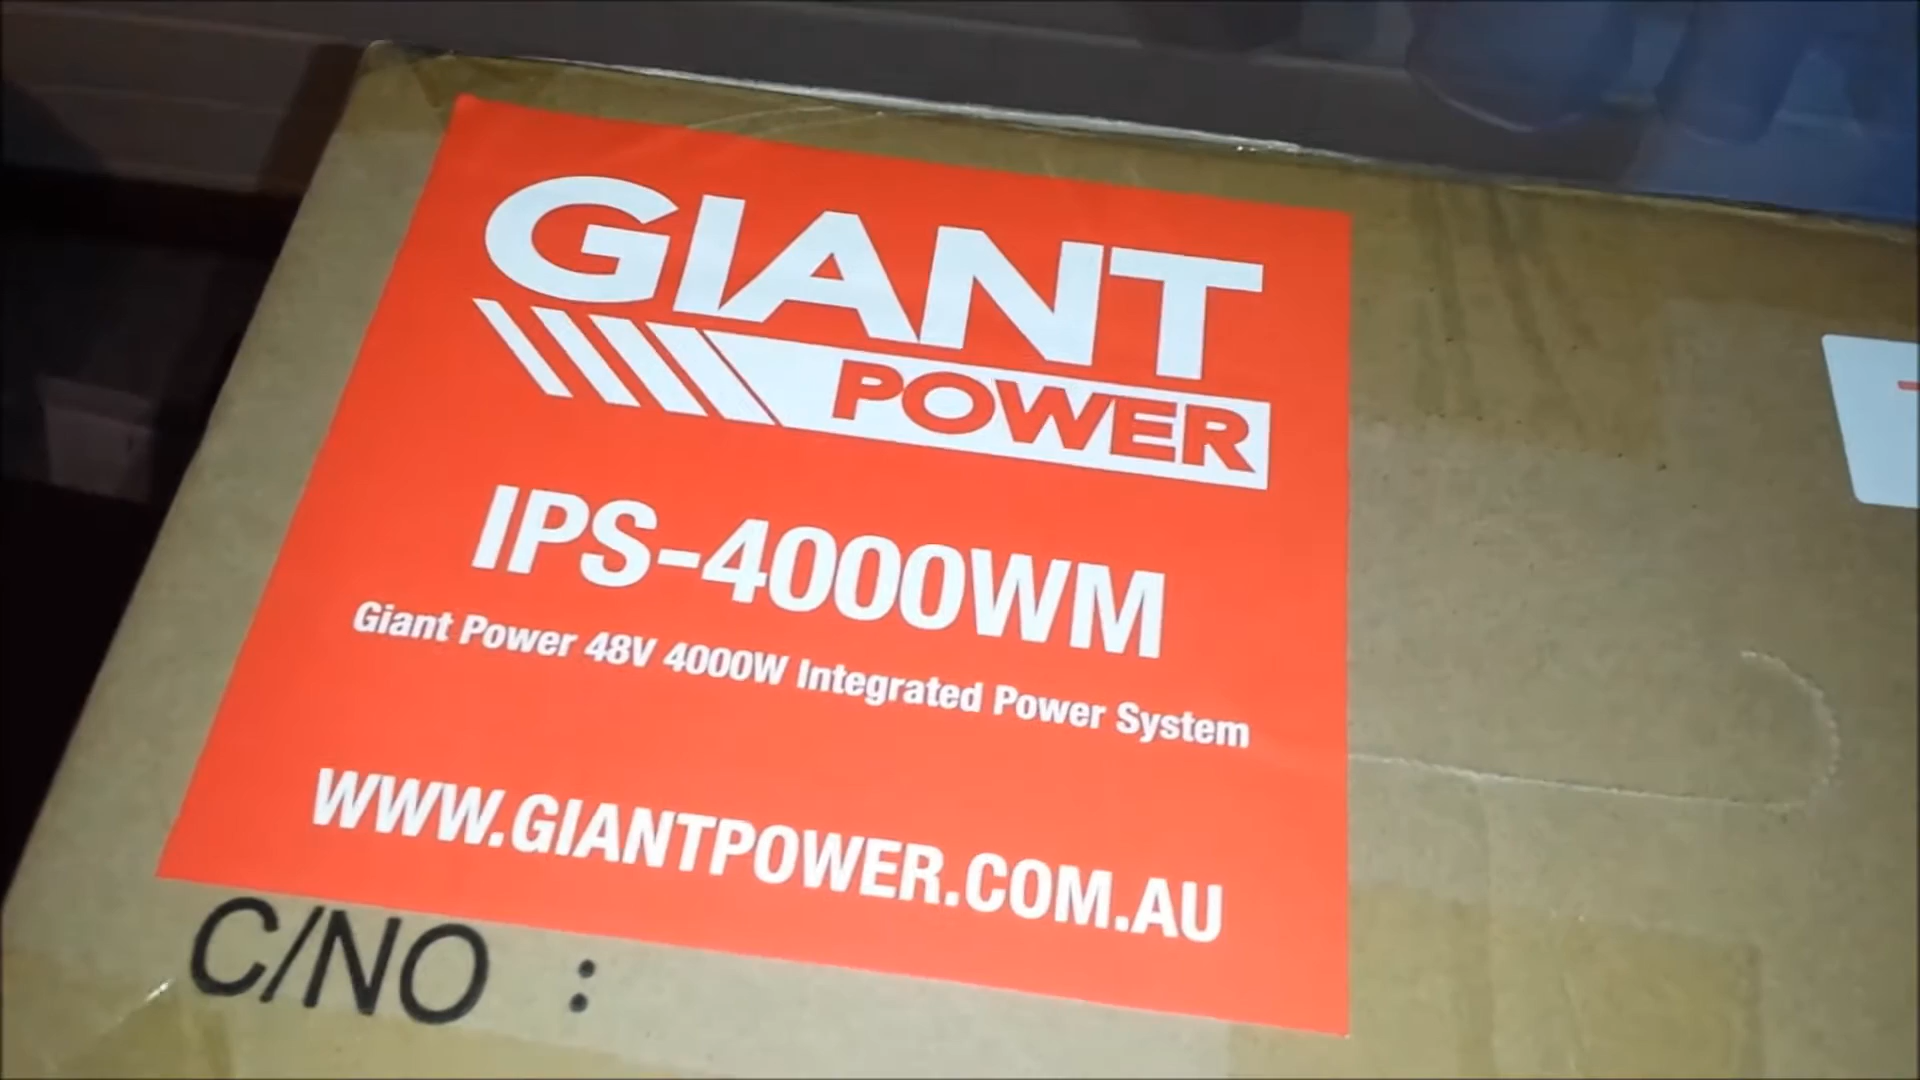 GIANT
POWER
IPS-4000WM
Giant Power 48V 4000W Integrated Power System
WWW.GIANTPOWER.COM.AU
C/NO :